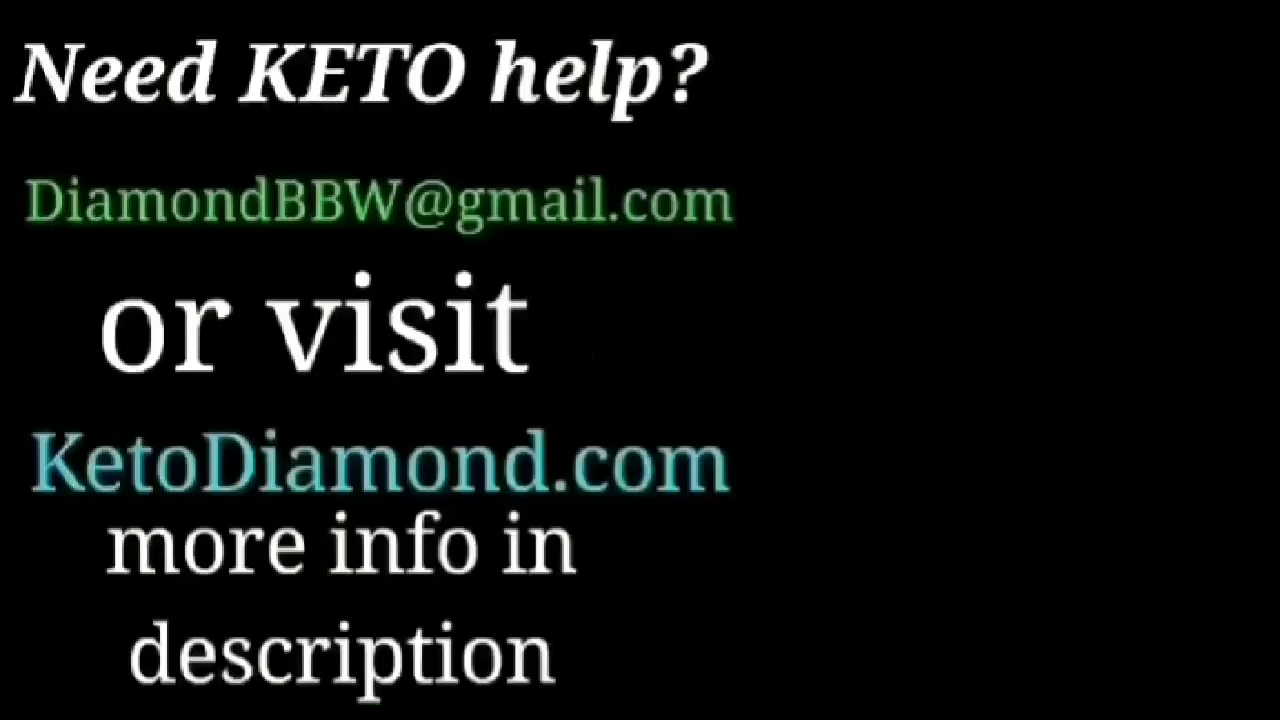 Need KETO help?
DiamondBBW@gmail.com
or visit
KetoDiamond.com
more info in
description